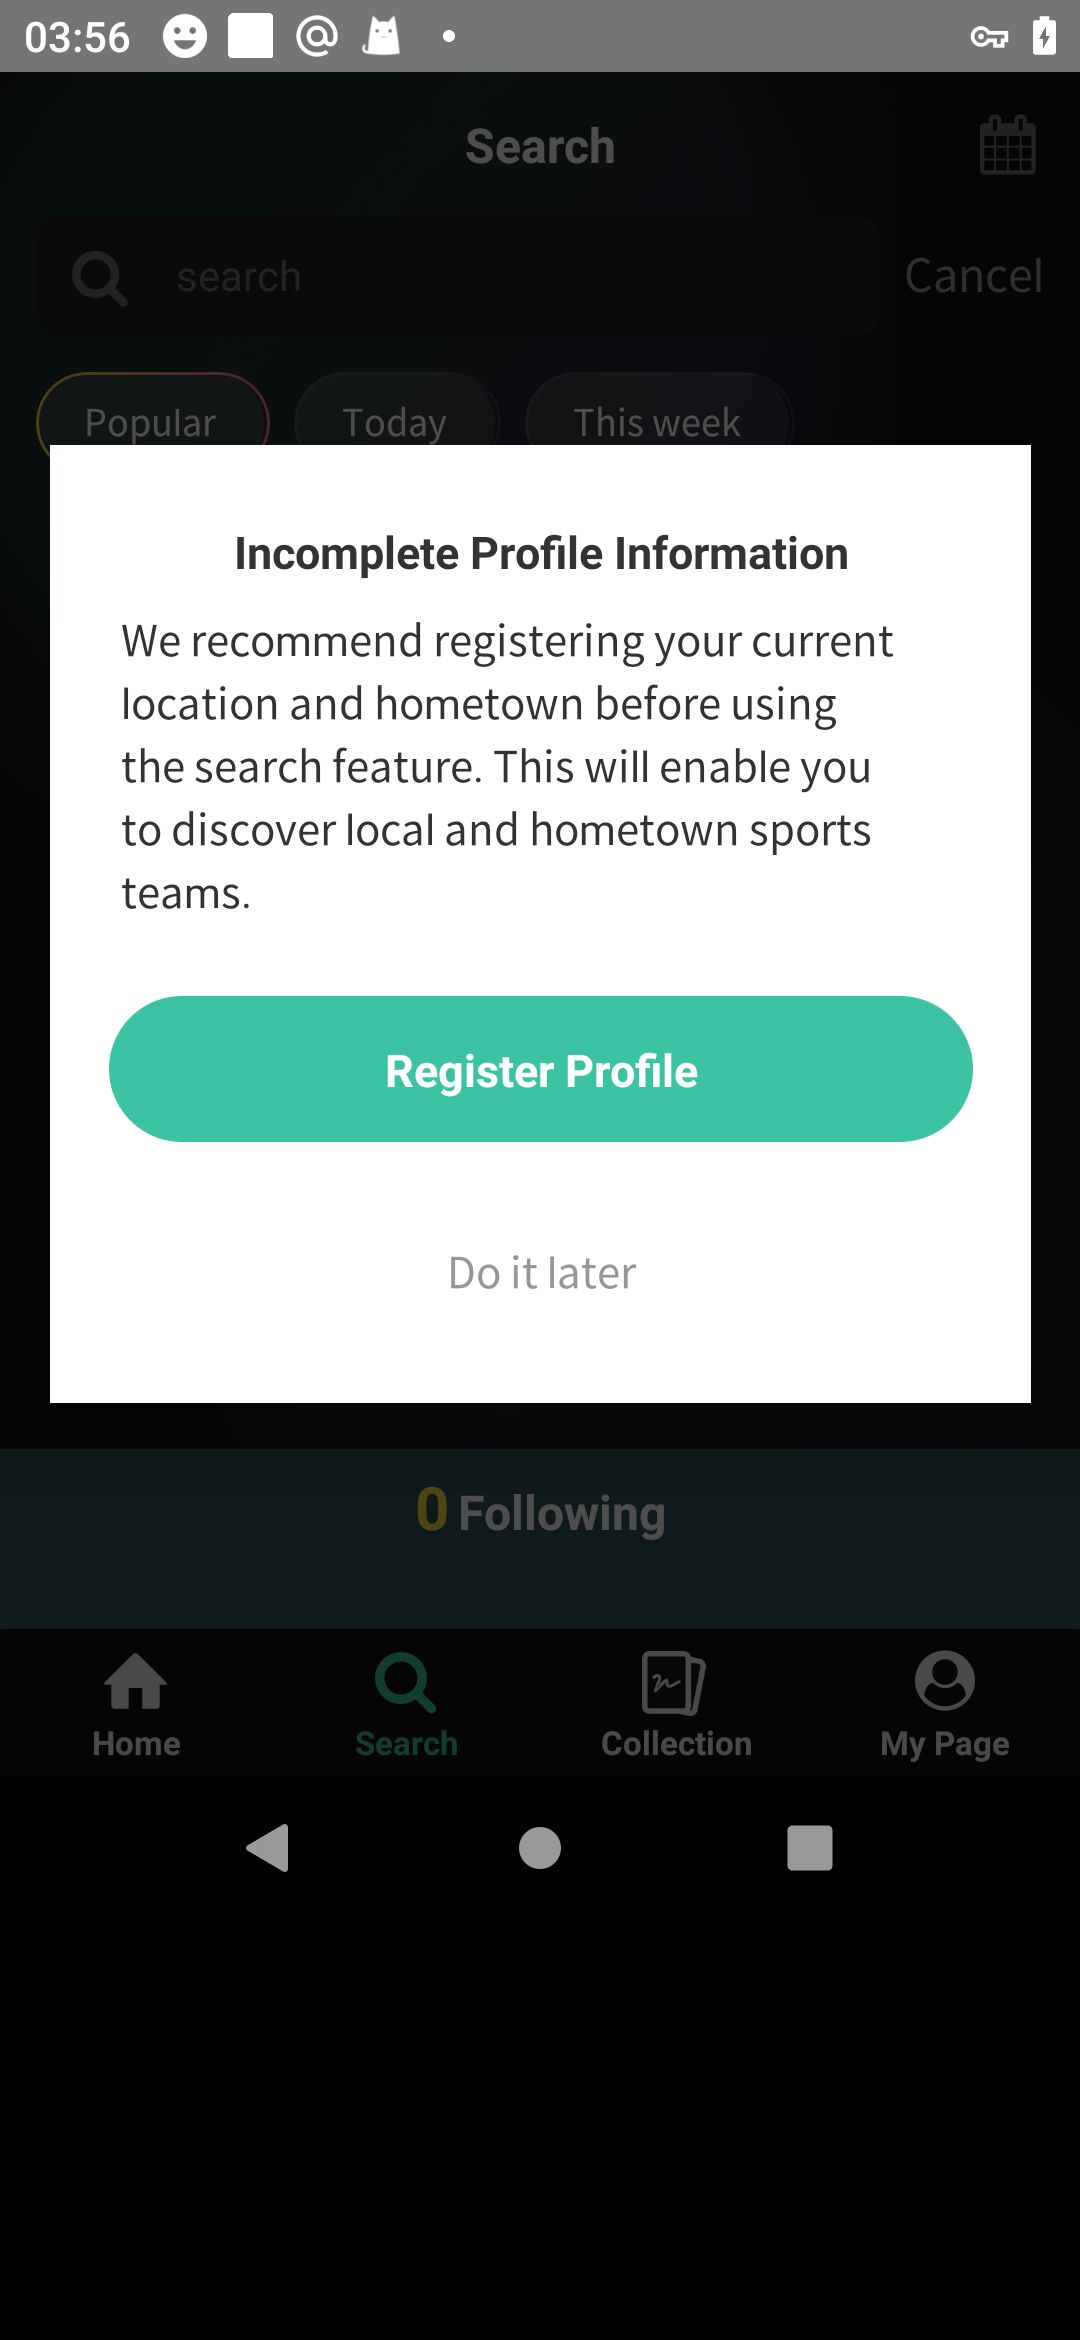 03:56
Search
search
Cancel
Popular
Today
This week
Incomplete Profile Information
We recommend registering your current
location and hometown before using
the search feature. This will enable you
to discover local and hometown sports
teams.
Register Profile
Do it later
0 Following
Home
Search
Collection
My Page